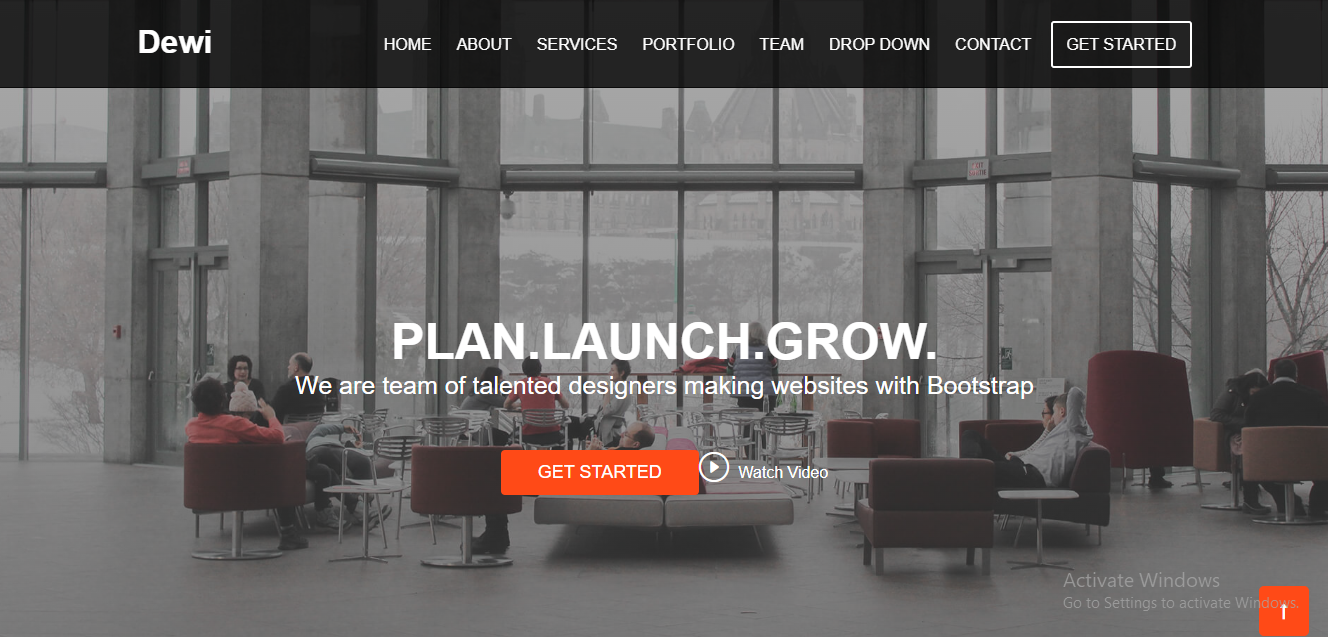 Dewi
HOME ABOUT SERVICES PORTFOLIO TEAM DROP DOWN CONTACT GET STARTED
PLAN.LAUNCH.GROW.
We are team of talented designers making websites with Bootstrap
GET STARTED Watch Video
Activate Windows
Go to Settings to activate Windows.